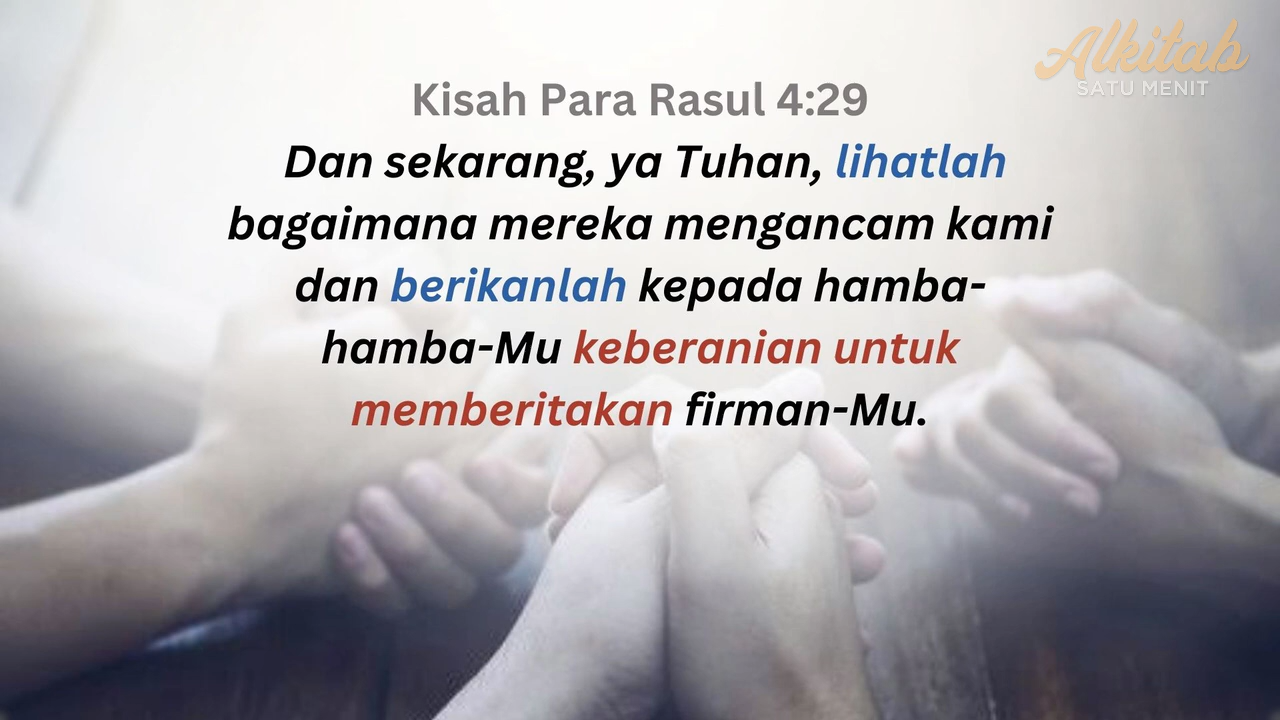 Alkitab
SATU MENIT
Kisah Para Rasul 4:29
Dan sekarang, ya Tuhan, lihatlah
bagaimana mereka mengancam kami
dan berikanlah kepada hamba-
hamba-Mu keberanian untuk
memberitakan firman-Mu.